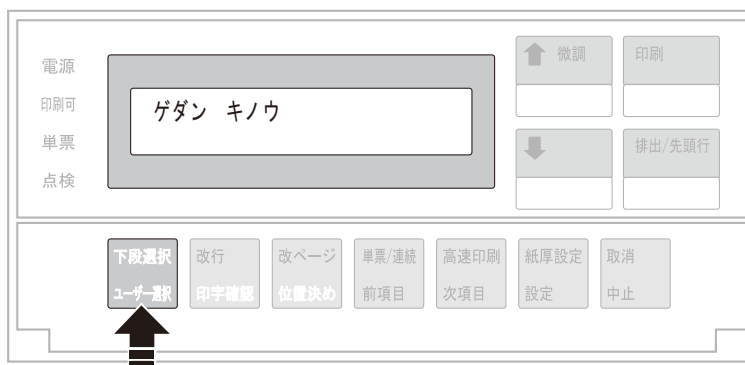 電源
印刷可
単票
点検
ゲダン キノウ
微調
印刷
排出/先頭行
下段選択
ユーザー選択
改行
印字確認
改ページ
位置決め
単票/連続
前項目
高速印刷
次項目
紙厚設定
設定
取消
中止